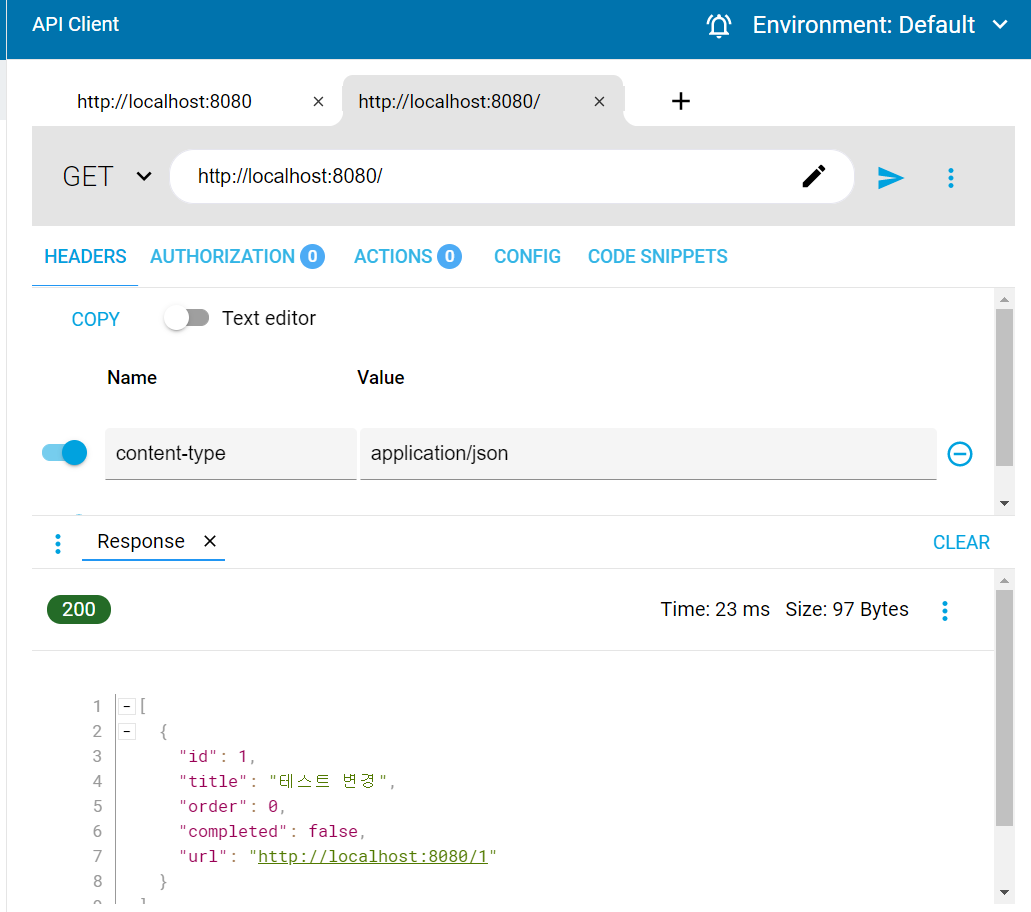 API Client Environment: Default
http://localhost:8080 × http://localhost:8080/ × +
GET http://localhost:8080/
HEADERS AUTHORIZATION 0 ACTIONS 0 CONFIG CODE SNIPPETS
COPY Text editor
Name Value
content-type application/json
Response × CLEAR
200 Time: 23 ms Size: 97 Bytes
1 - [
2 - {
3 "id": 1,
4 "title": "테스트 변경",
5 "order": 0,
6 "completed": false,
7 "url": "http://localhost:8080/1"
8 }